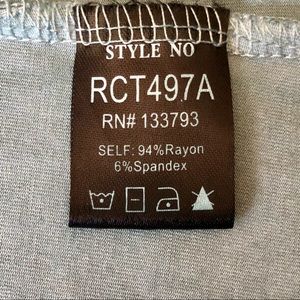 STYLE NO
RCT497A
RN# 133793
SELF: 94%Rayon
6%Spandex